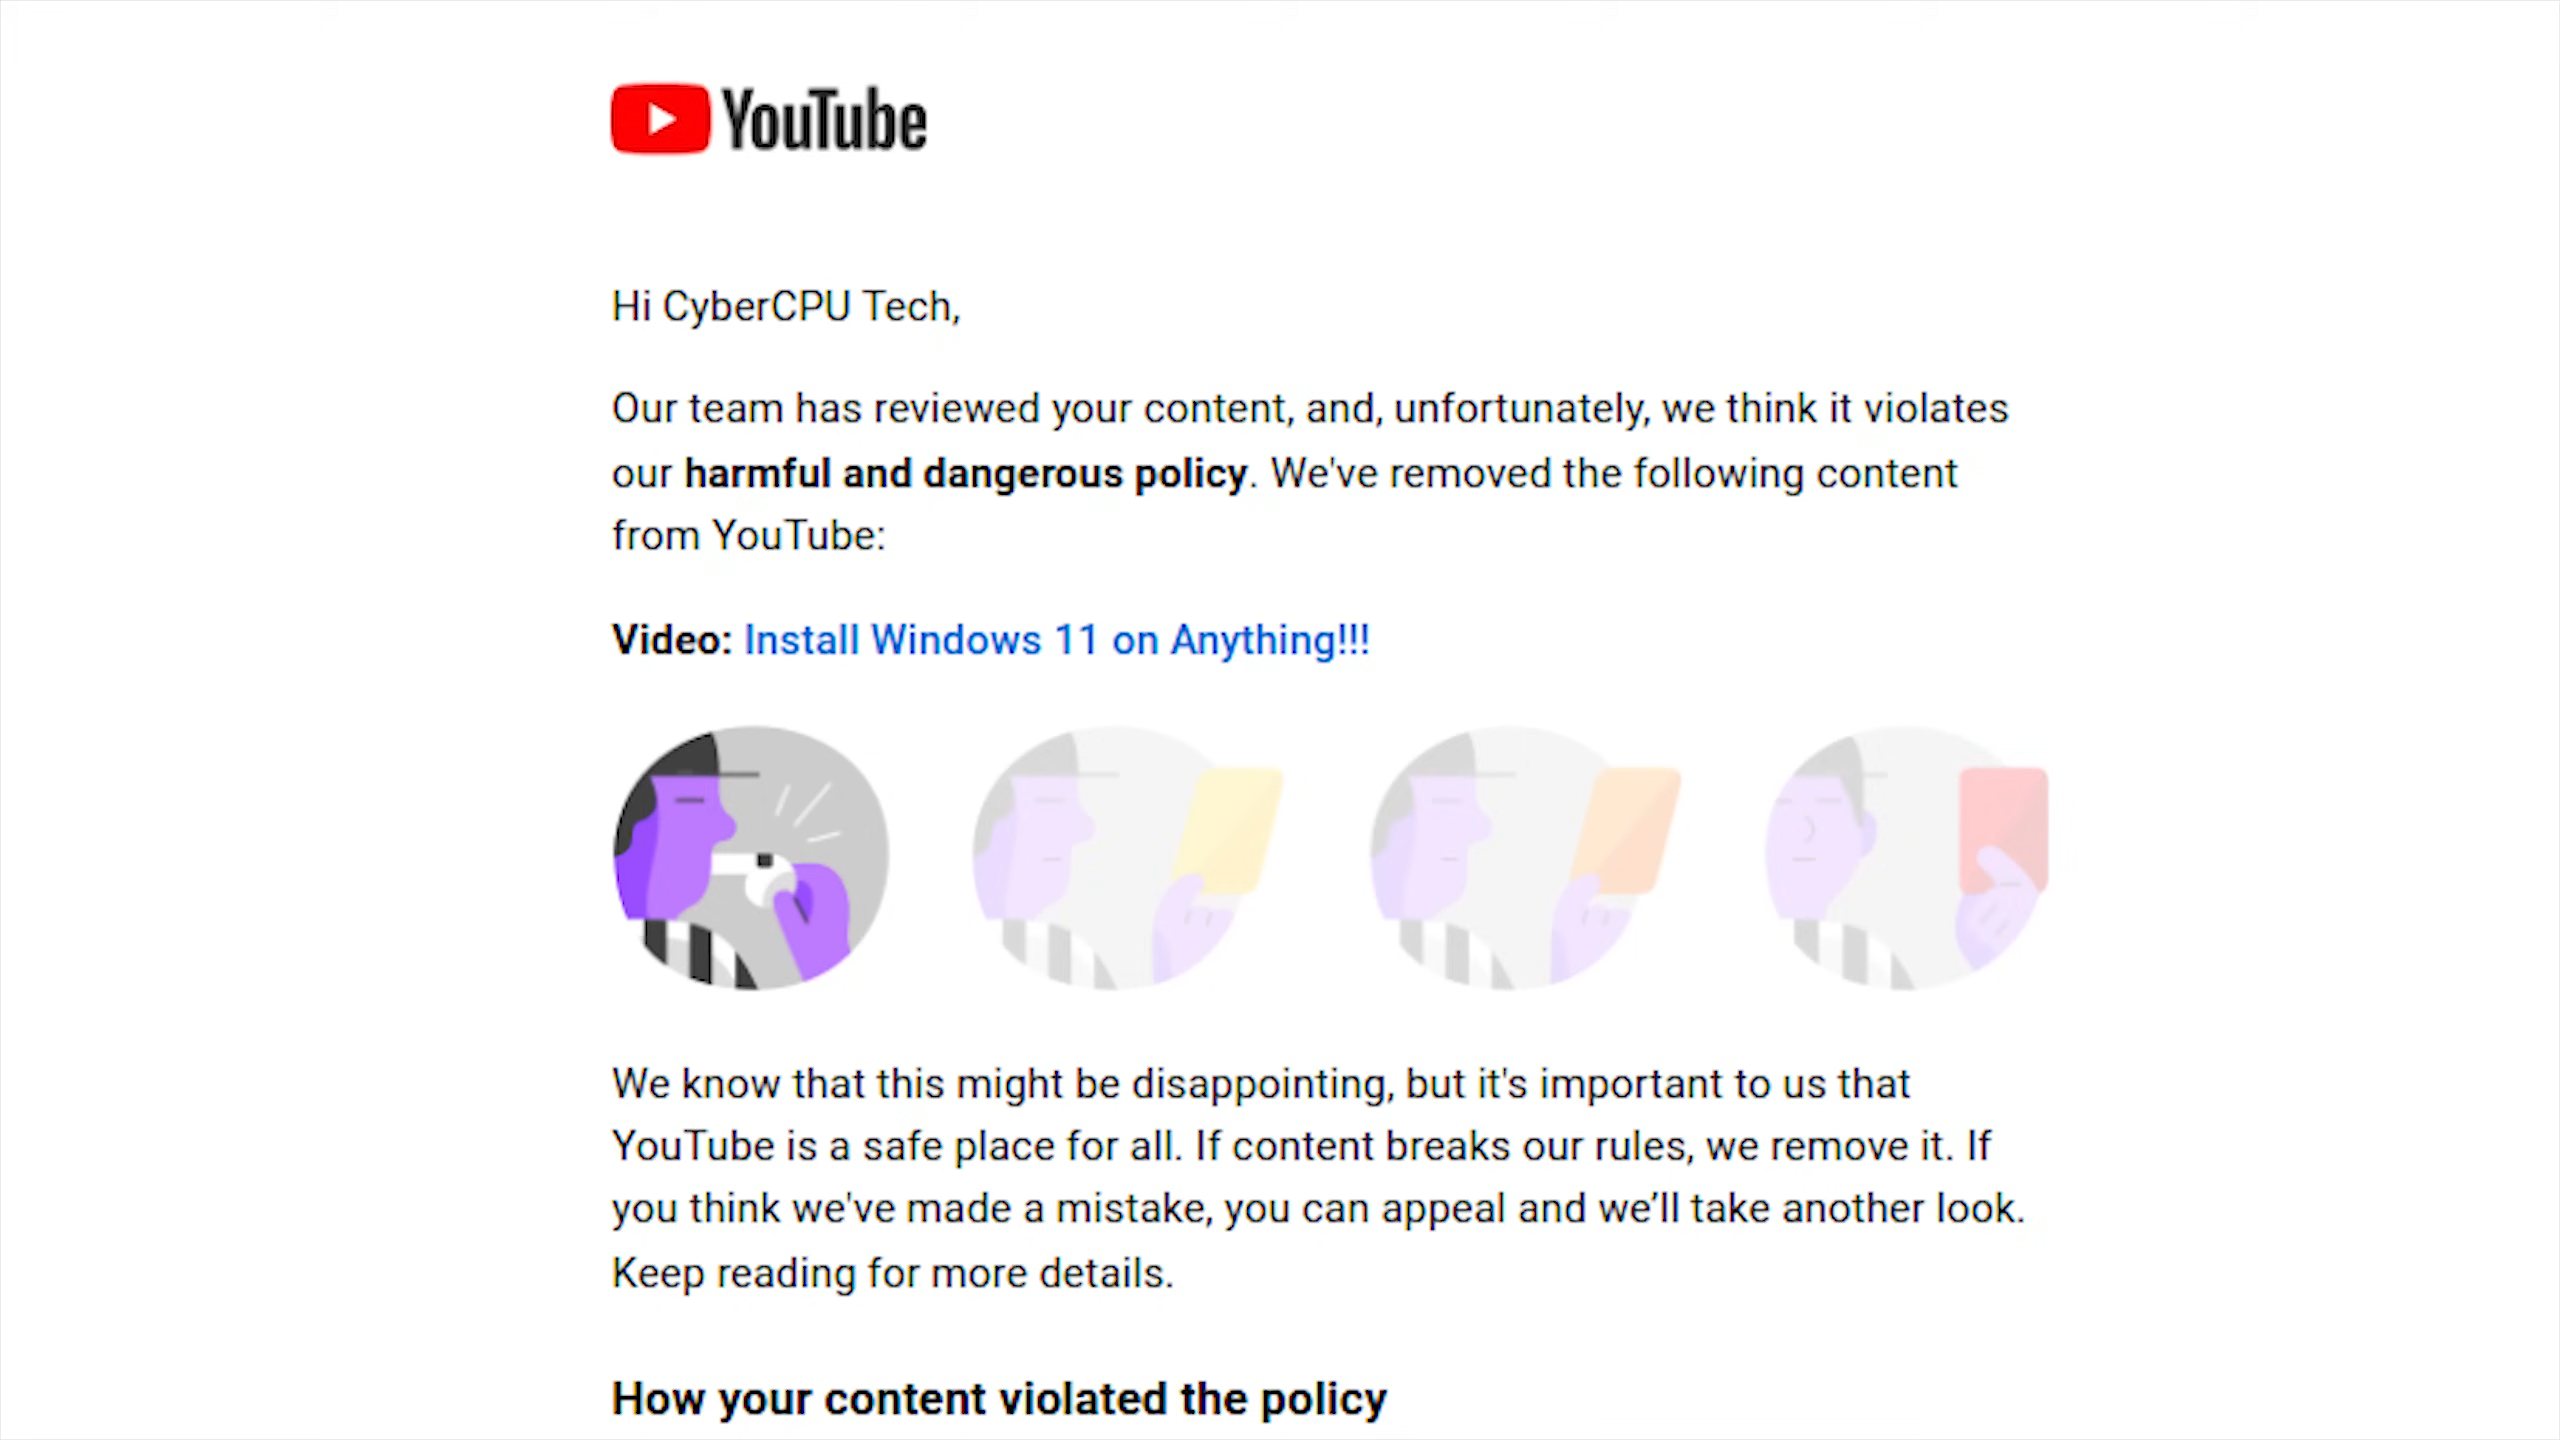 YouTube
Hi CyberCPU Tech,
Our team has reviewed your content, and, unfortunately, we think it violates
our harmful and dangerous policy. We've removed the following content
from YouTube:
Video: Install Windows 11 on Anything!!!
We know that this might be disappointing, but it's important to us that
YouTube is a safe place for all. If content breaks our rules, we remove it. If
you think we've made a mistake, you can appeal and we’ll take another look.
Keep reading for more details.
How your content violated the policy